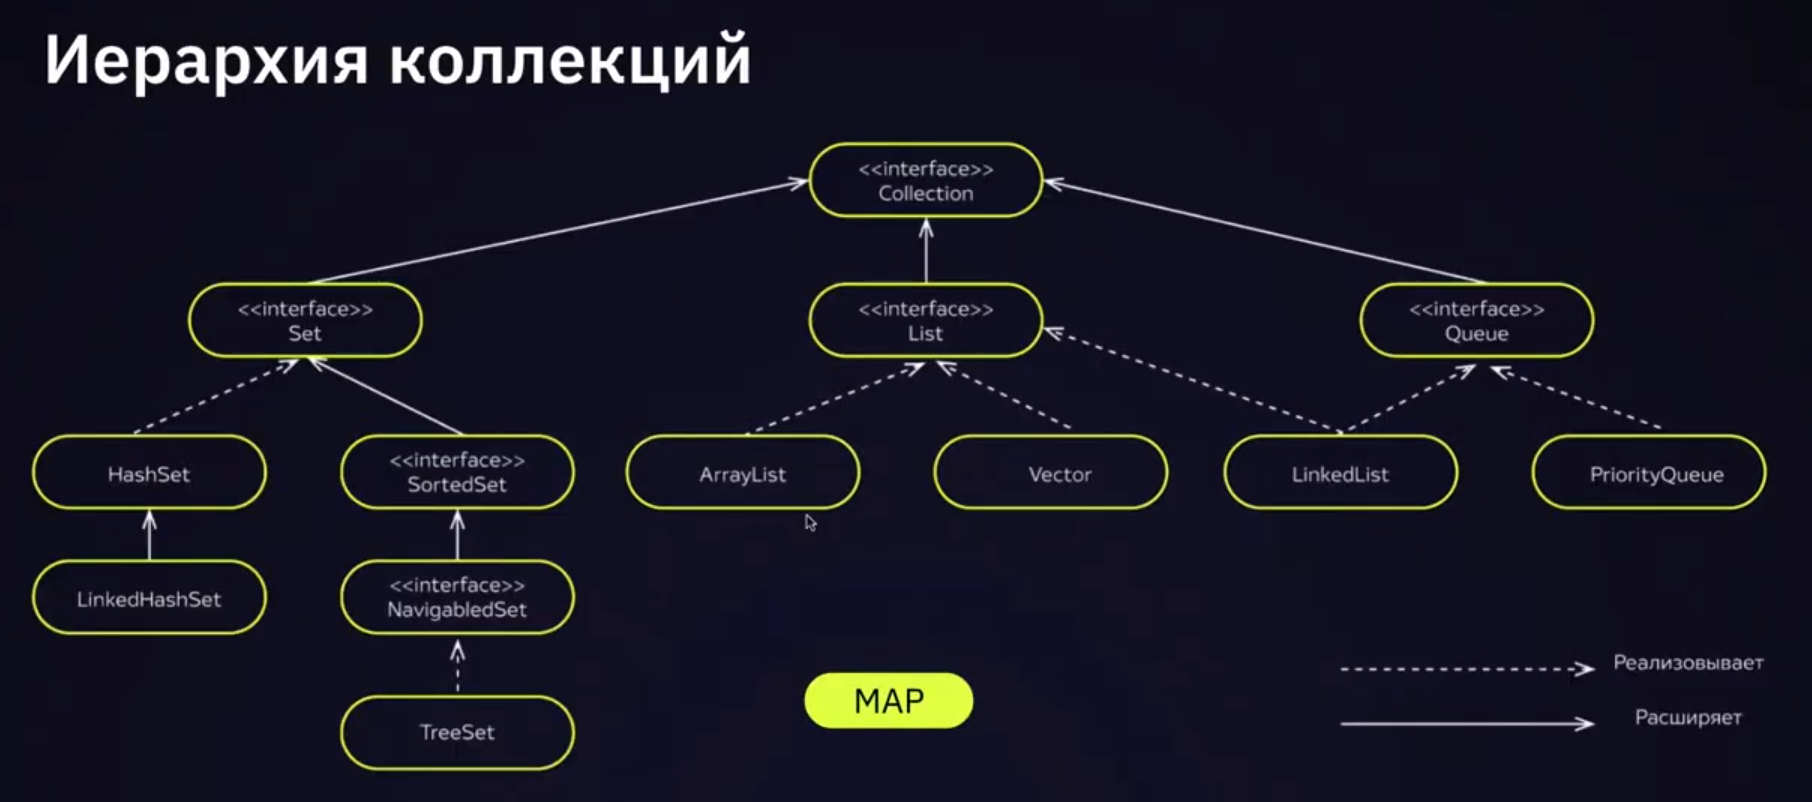 Иерархия коллекций
<<interface>>
Collection
<<interface>>
Set
<<interface>>
List
<<interface>>
Queue
HashSet
<<interface>>
SortedSet
ArrayList
Vector
LinkedList
PriorityQueue
LinkedHashSet
<<interface>>
NavigabledSet
TreeSet
MAP
Реализовывает
Расширяет